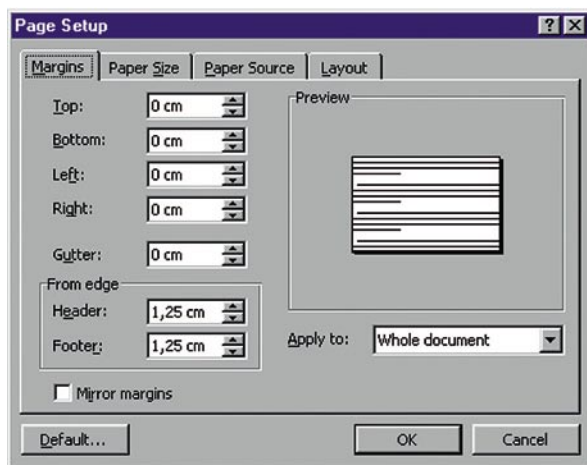 Page Setup
Margins Paper Size Paper Source Layout
Top: 0 cm
Bottom: 0 cm
Left: 0 cm
Right: 0 cm
Gutter: 0 cm
From edge
Header: 1,25 cm
Footer: 1,25 cm
Mirror margins
Preview
Apply to: Whole document
Default... OK Cancel